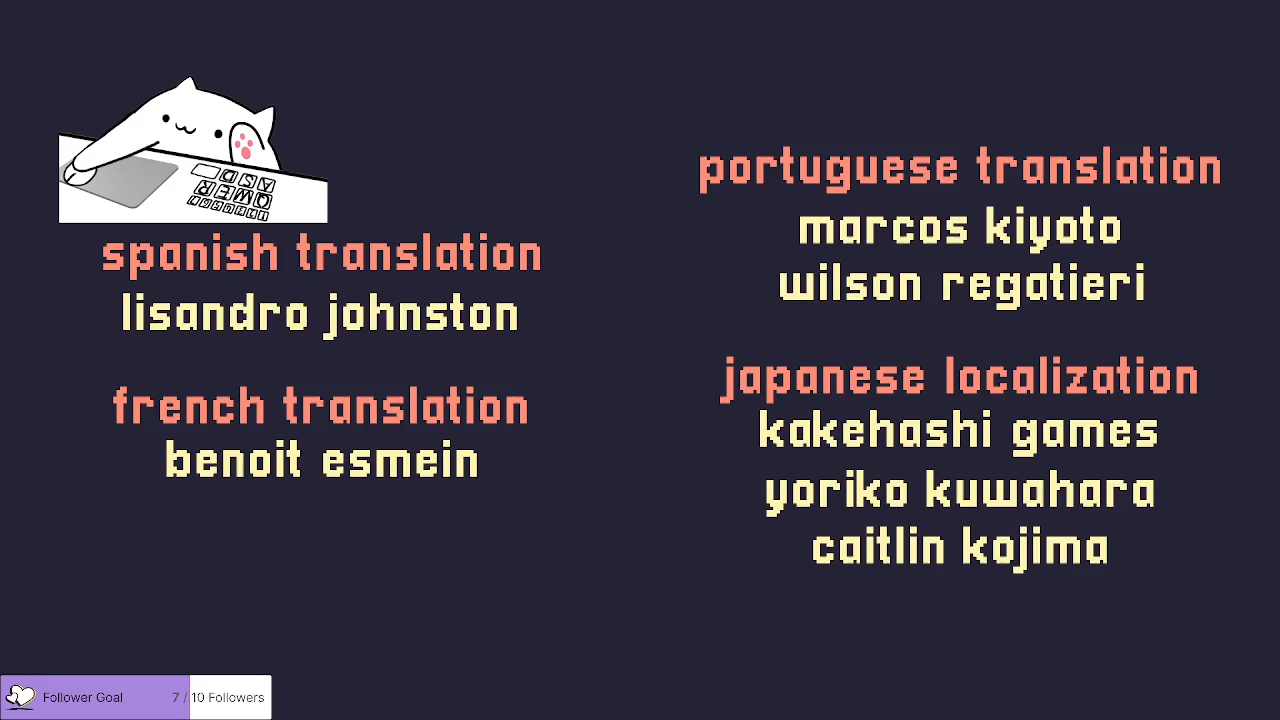 A S D
Q W E R
spanish translation
lisandro johnston
french translation
benoit esmein
portuguese translation
marcos kiyoto
wilson regatieri
japanese localization
kakehashi games
yoriko kuwahara
caitlin kojima
Follower Goal 7 / 10 Followers